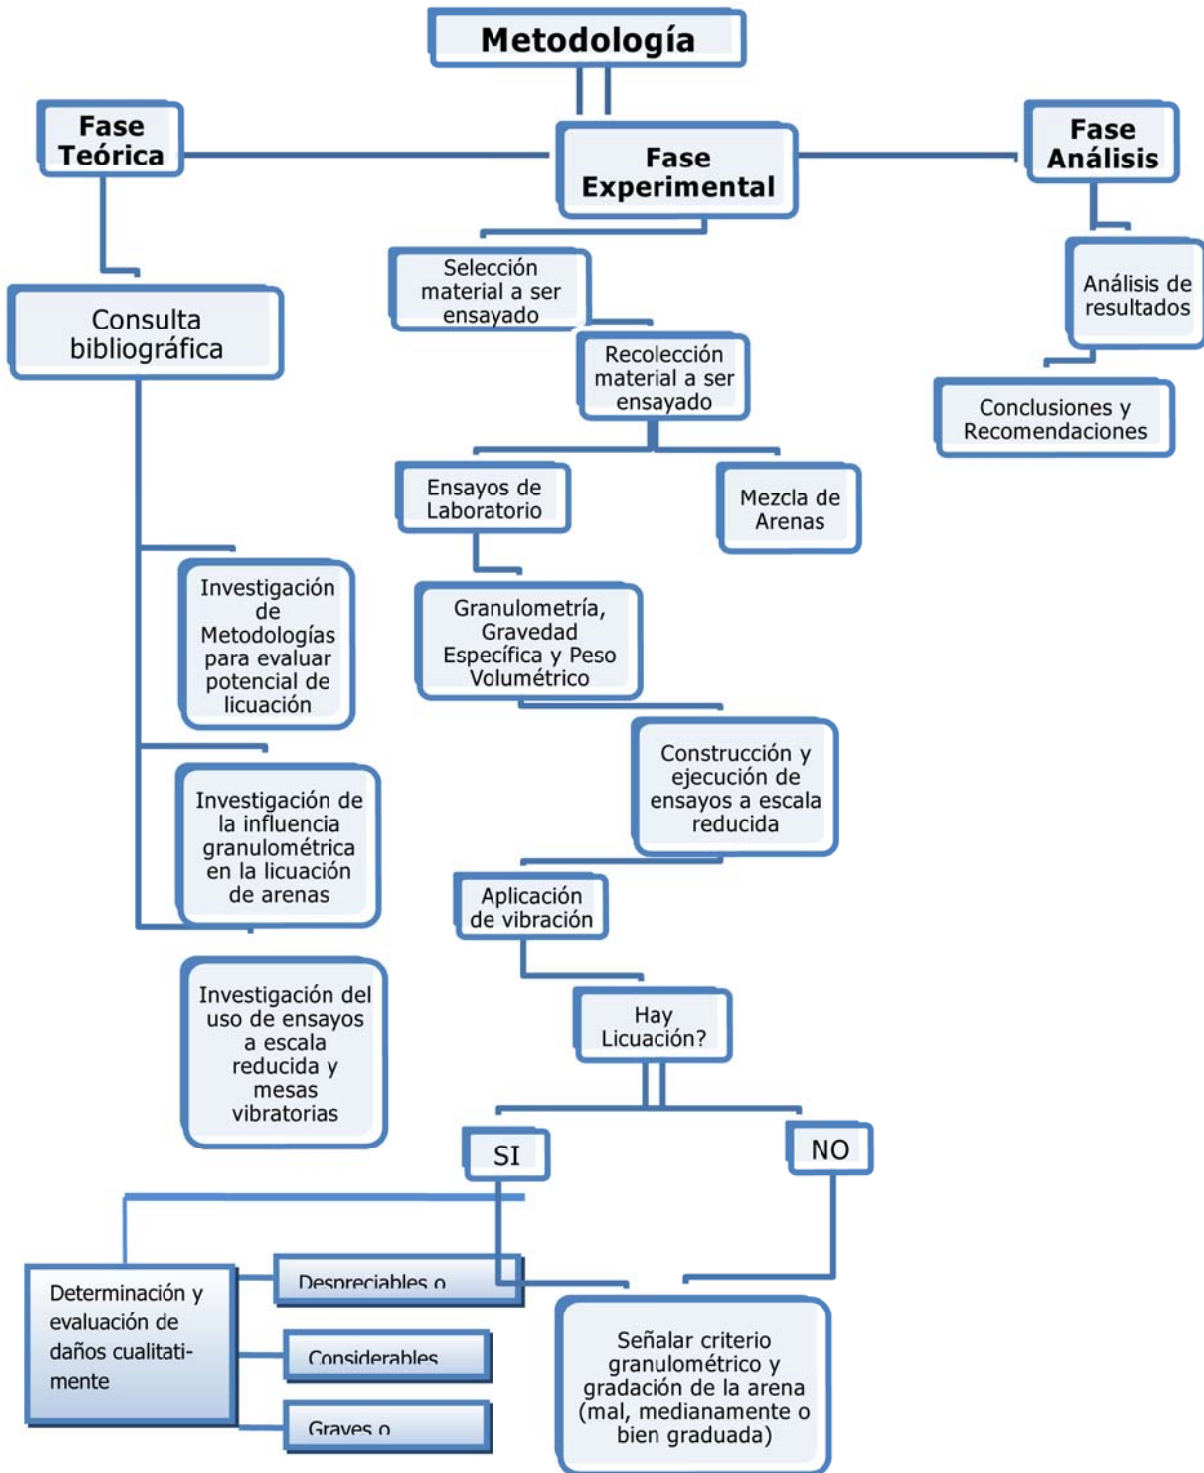 Metodología
Fase
Teórica
Fase
Experimental
Fase
Análisis
Consulta
bibliográfica
Investigación
de
Metodologías
para evaluar
potencial de
licuación
Investigación de
la influencia
granulométrica
en la licuación
de arenas
Investigación del
uso de ensayos
a escala
reducida y
mesas
vibratorias
Selección
material a ser
ensayado
Recolección
material a ser
ensayado
Ensayos de
Laboratorio
Mezcla de
Arenas
Granulometría,
Gravedad
Específica y Peso
Volumétrico
Construcción y
ejecución de
ensayos a escala
reducida
Aplicación
de vibración
Hay
Licuación?
SI
NO
Determinación y
evaluación de
daños cualitati-
mente
Despreciables o
Considerables
Graves o
Señalar criterio
granulométrico y
gradación de la arena
(mal, medianamente o
bien graduada)
Análisis de
resultados
Conclusiones y
Recomendaciones